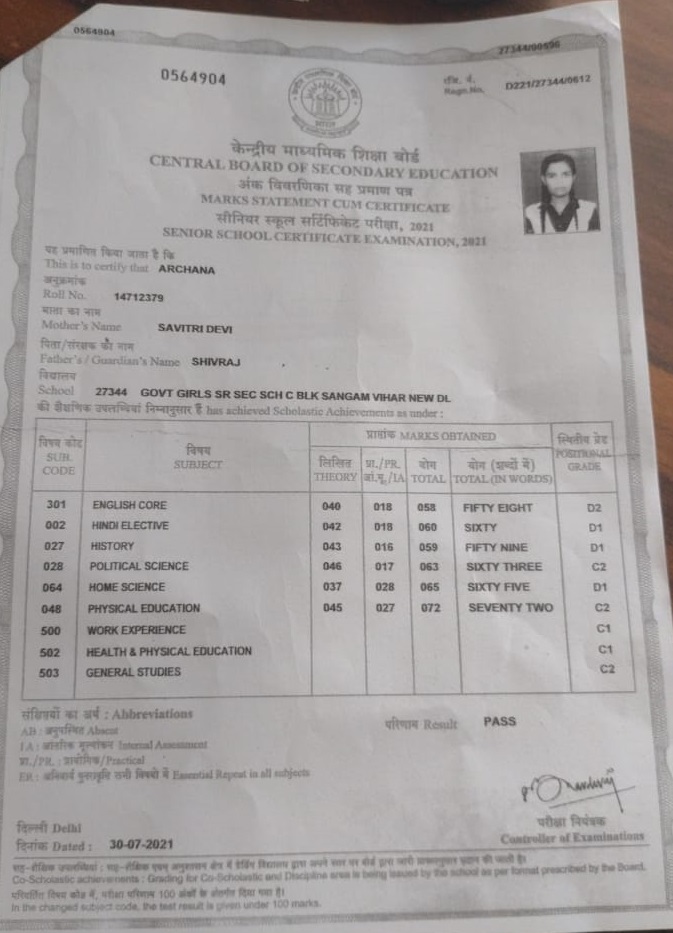 0564904
27344/00596
0564904
रजि. नं.
Regn.No. D221/27344/0612
केन्द्रीय माध्यमिक शिक्षा बोर्ड
CENTRAL BOARD OF SECONDARY EDUCATION
अंक विवरणिका सह प्रमाण पत्र
MARKS STATEMENT CUM CERTIFICATE
सीनियर स्कूल सर्टिफिकेट परीक्षा, 2021
SENIOR SCHOOL CERTIFICATE EXAMINATION, 2021
यह प्रमाणित किया जाता है कि
This is to certify that ARCHANA
अनुक्रमांक
Roll No. 14712379
माता का नाम
Mother's Name SAVITRI DEVI
पिता/संरक्षक का नाम
Father's / Guardian's Name SHIVRAJ
विद्यालय
School 27344 GOVT GIRLS SR SEC SCH C BLK SANGAM VIHAR NEW DL
की शैक्षणिक उपलब्धियां निम्नानुसार हैं has achieved Scholastic Achievements as under :
विषय कोड SUB. CODE
विषय SUBJECT
प्राप्तांक MARKS OBTAINED
स्थितीय ग्रेड POSITIONAL GRADE
लिखित THEORY
प्रा./PR. आं.मू./IA
योग TOTAL
योग (शब्दों में) TOTAL (IN WORDS)
301 ENGLISH CORE 040 018 058 FIFTY EIGHT D2
002 HINDI ELECTIVE 042 018 060 SIXTY D1
027 HISTORY 043 016 059 FIFTY NINE D1
028 POLITICAL SCIENCE 046 017 063 SIXTY THREE C2
064 HOME SCIENCE 037 028 065 SIXTY FIVE D1
048 PHYSICAL EDUCATION 045 027 072 SEVENTY TWO C2
500 WORK EXPERIENCE C1
502 HEALTH & PHYSICAL EDUCATION C1
503 GENERAL STUDIES C2
संक्षिप्तियों का अर्थ : Abbreviations
परिणाम Result PASS
AB : अनुपस्थित Absent
IA : आंतरिक मूल्यांकन Internal Assessment
प्रा./PR. : प्रायोगिक/Practical
ER : अनिवार्य पुनरावृत्ति सभी विषयों में Essential Repeat in all subjects
दिल्ली Delhi
परीक्षा नियंत्रक
दिनांक Dated : 30-07-2021
Controller of Examinations
Co-Scholastic achievements : Grading for Co-Scholastic and Discipline area is being issued by the school as per format prescribed by the Board.
परिवर्तित विषय कोड में, परीक्षा परिणाम 100 अंकों के अंतर्गत दिया गया है।
In the changed subject code, the test result is given under 100 marks.